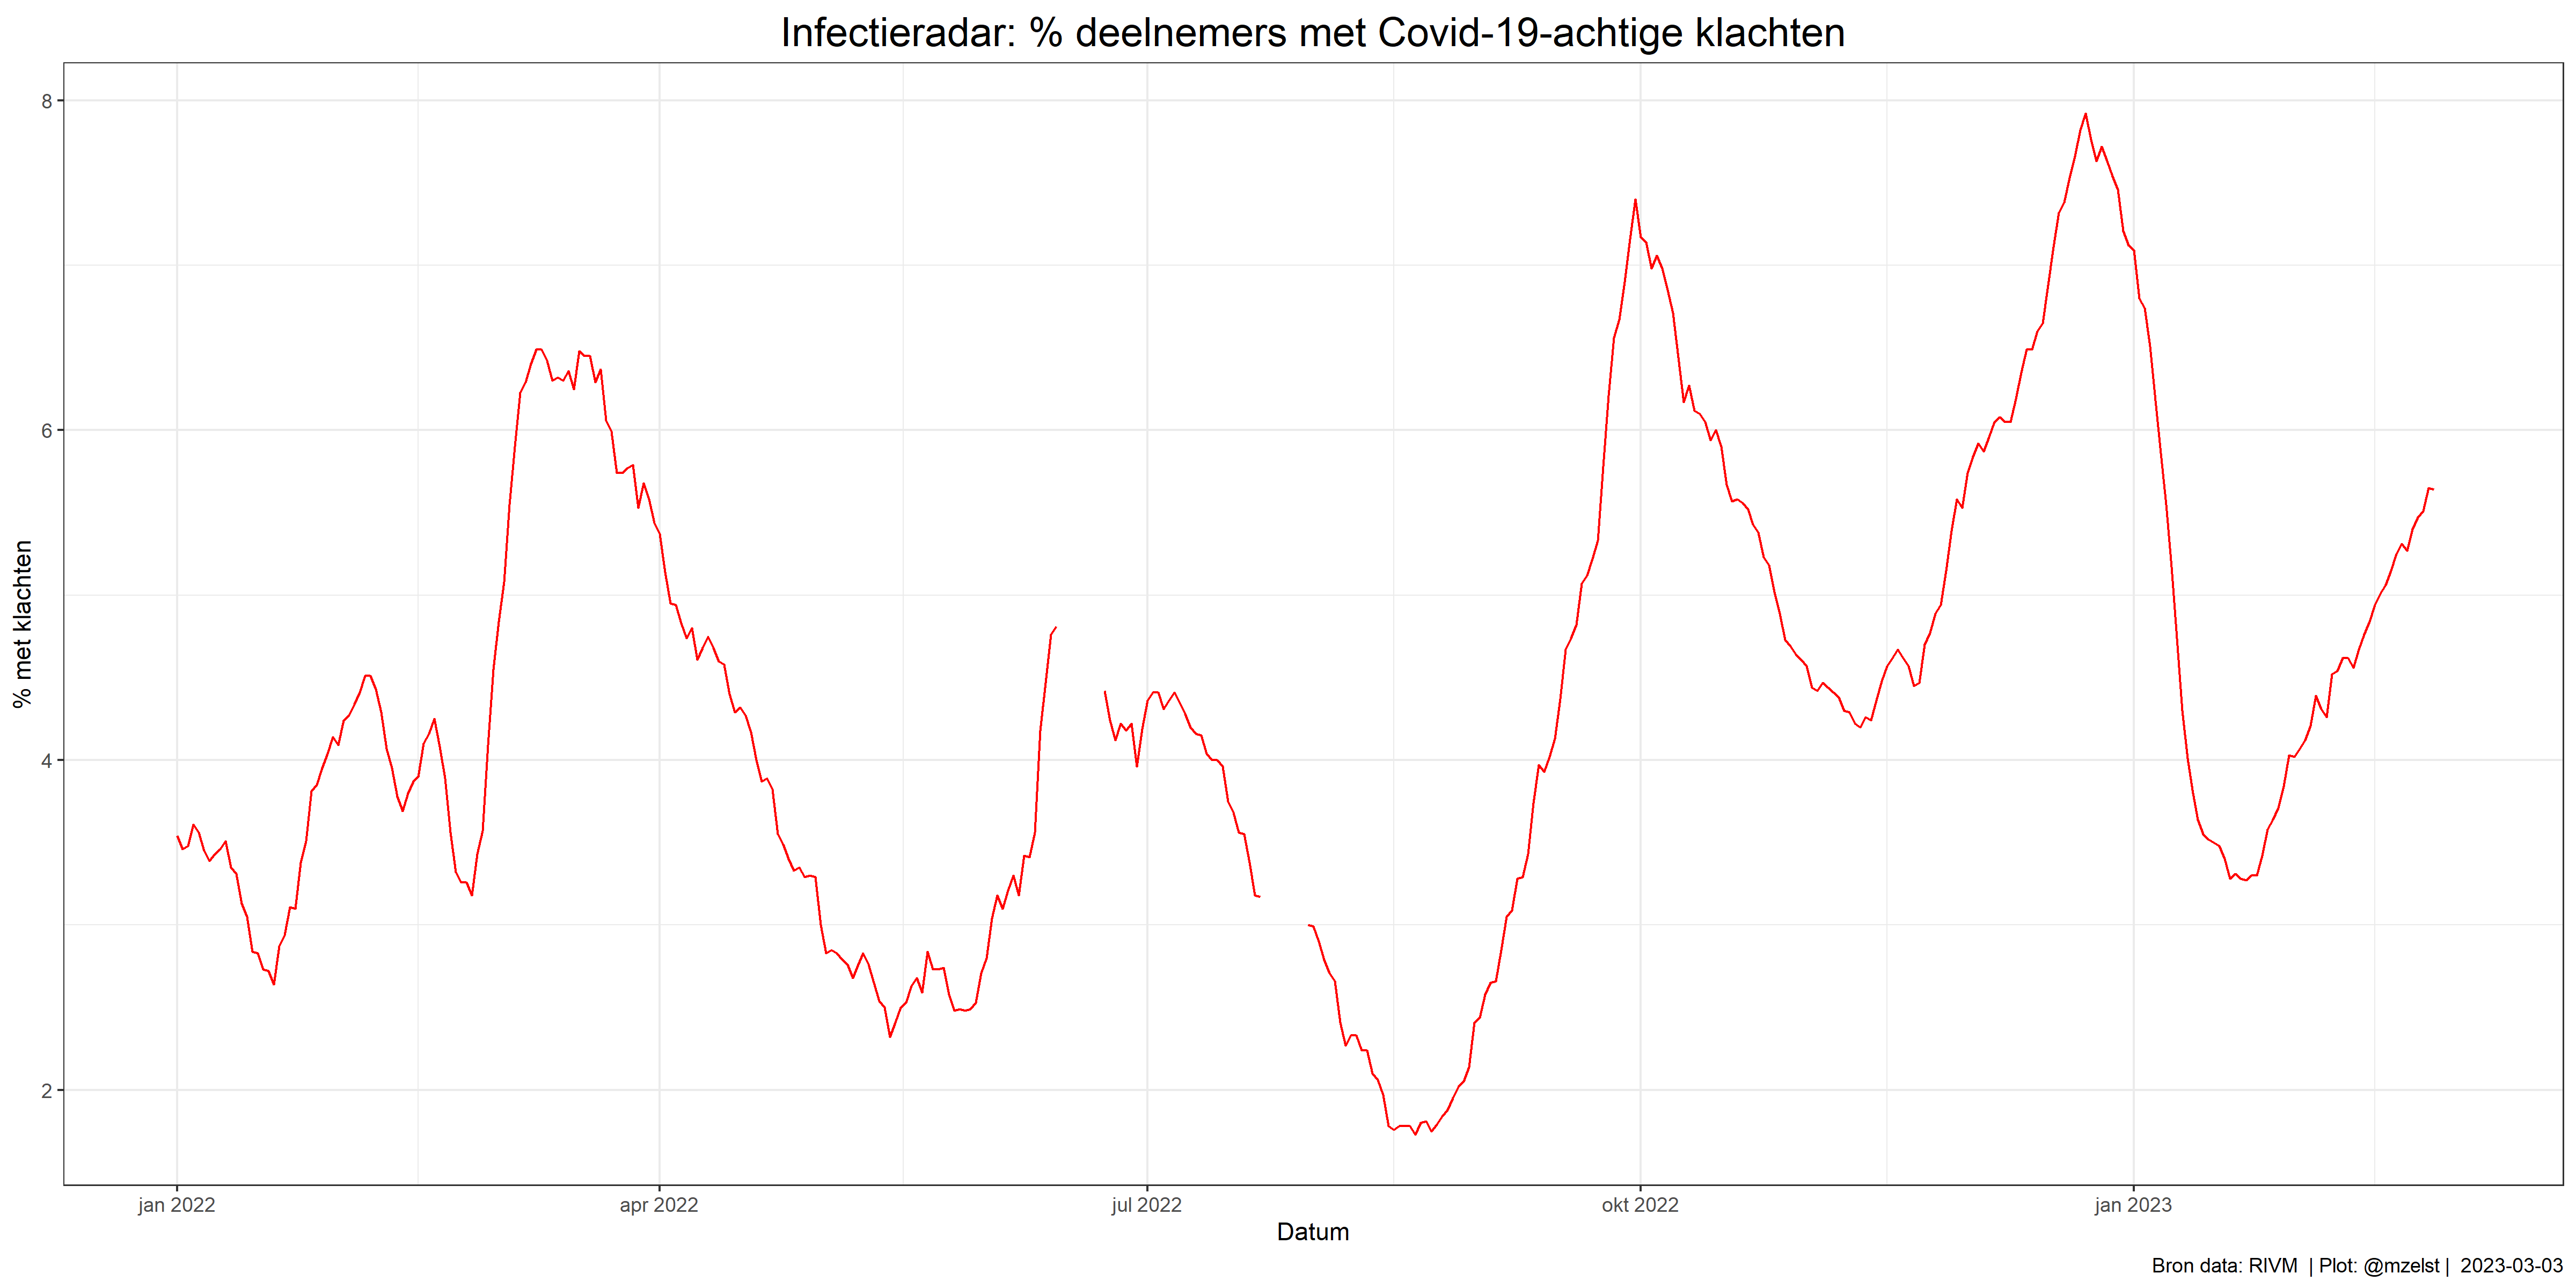 Infectieradar: % deelnemers met Covid-19-achtige klachten
8
6
4
2
% met klachten
jan 2022
apr 2022
jul 2022
okt 2022
jan 2023
Datum
Bron data: RIVM | Plot: @mzelst | 2023-03-03